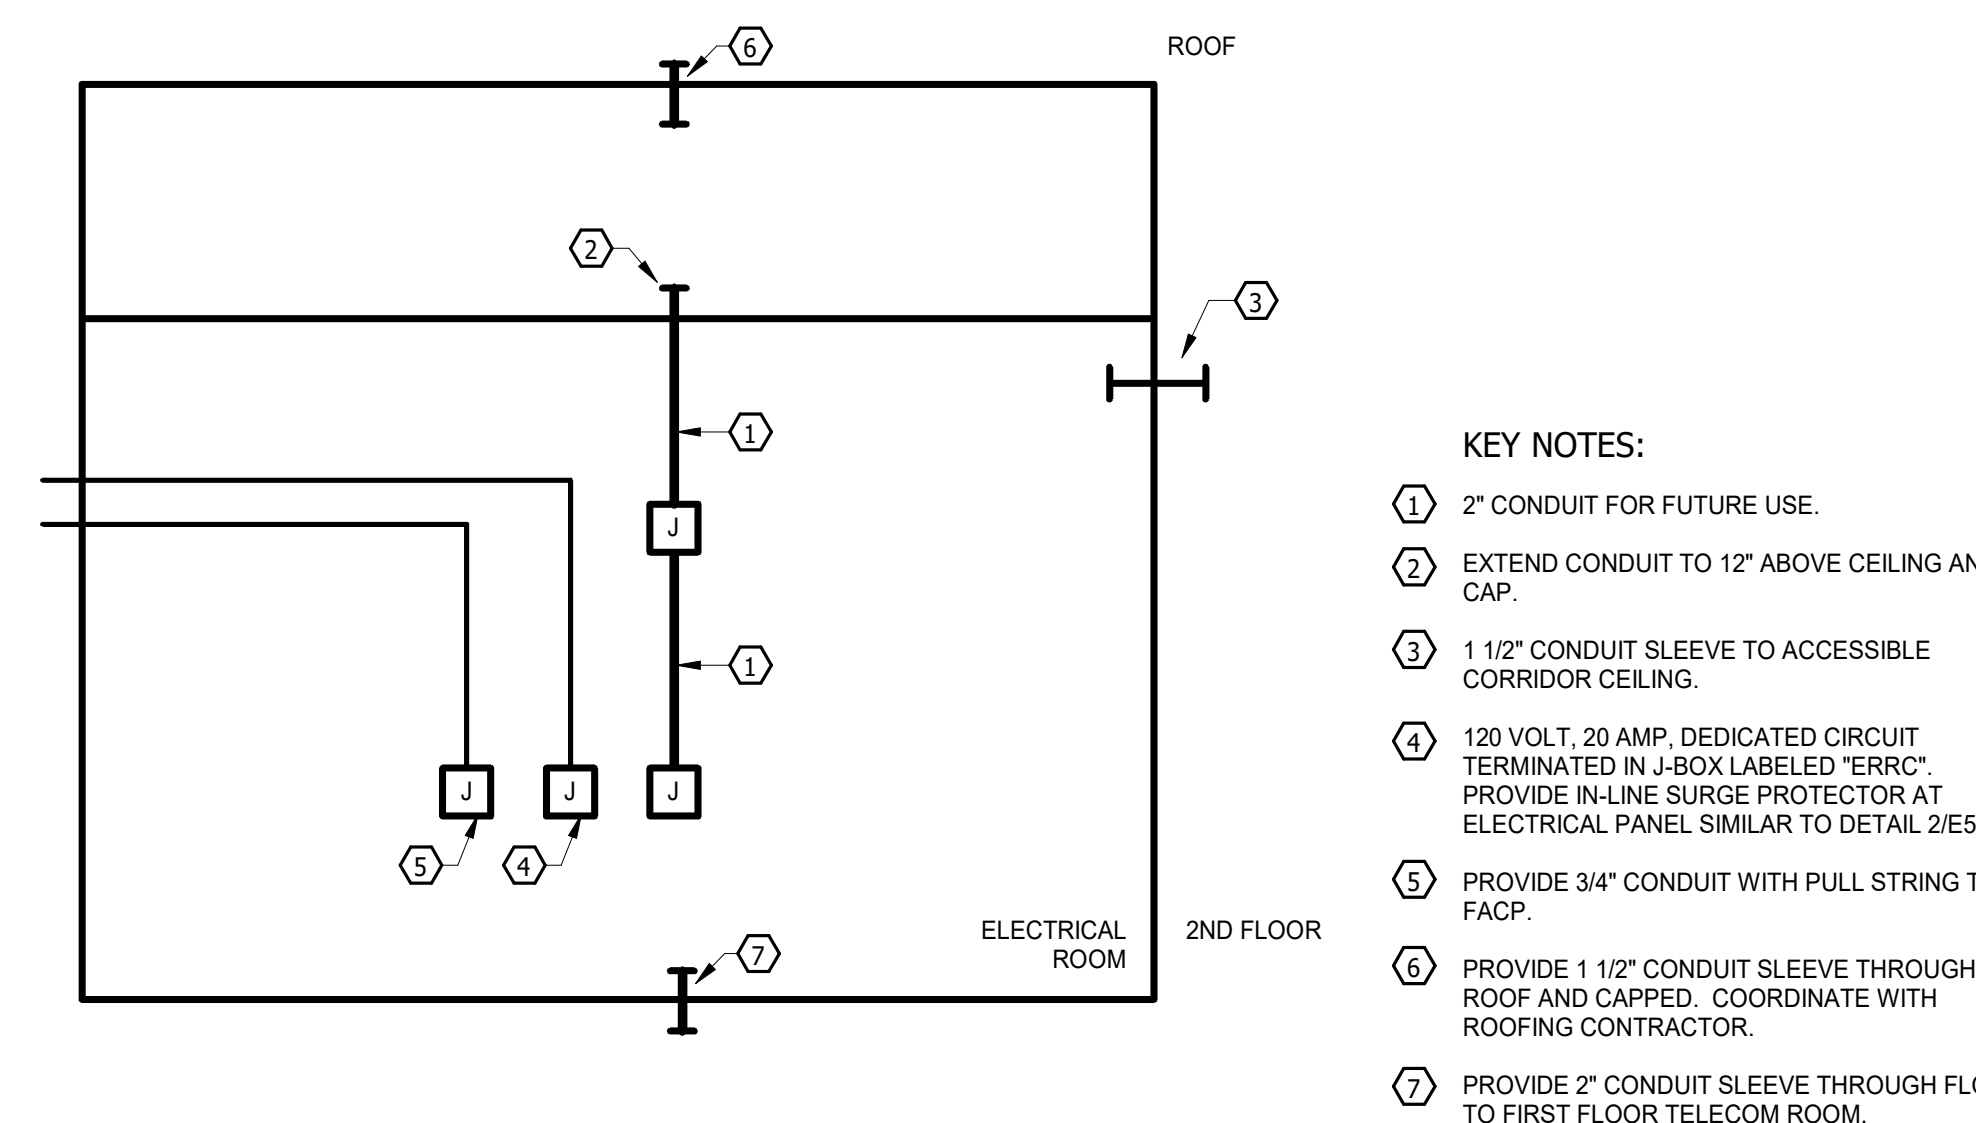 6
ROOF
2
3
1
J
1
J
J
J
5
4
ELECTRICAL
ROOM
2ND FLOOR
7
KEY NOTES:
1 2" CONDUIT FOR FUTURE USE.
2 EXTEND CONDUIT TO 12" ABOVE CEILING
CAP.
3 1 1/2" CONDUIT SLEEVE TO ACCESSIBLE
CORRIDOR CEILING.
4 120 VOLT, 20 AMP, DEDICATED CIRCUIT
TERMINATED IN J-BOX LABELED "ERRC".
PROVIDE IN-LINE SURGE PROTECTOR AT
ELECTRICAL PANEL SIMILAR TO DETAIL 2/E5
5 PROVIDE 3/4" CONDUIT WITH PULL STRING
FACP.
6 PROVIDE 1 1/2" CONDUIT SLEEVE THROUGH
ROOF AND CAPPED. COORDINATE WITH
ROOFING CONTRACTOR.
7 PROVIDE 2" CONDUIT SLEEVE THROUGH
TO FIRST FLOOR TELECOM ROOM.